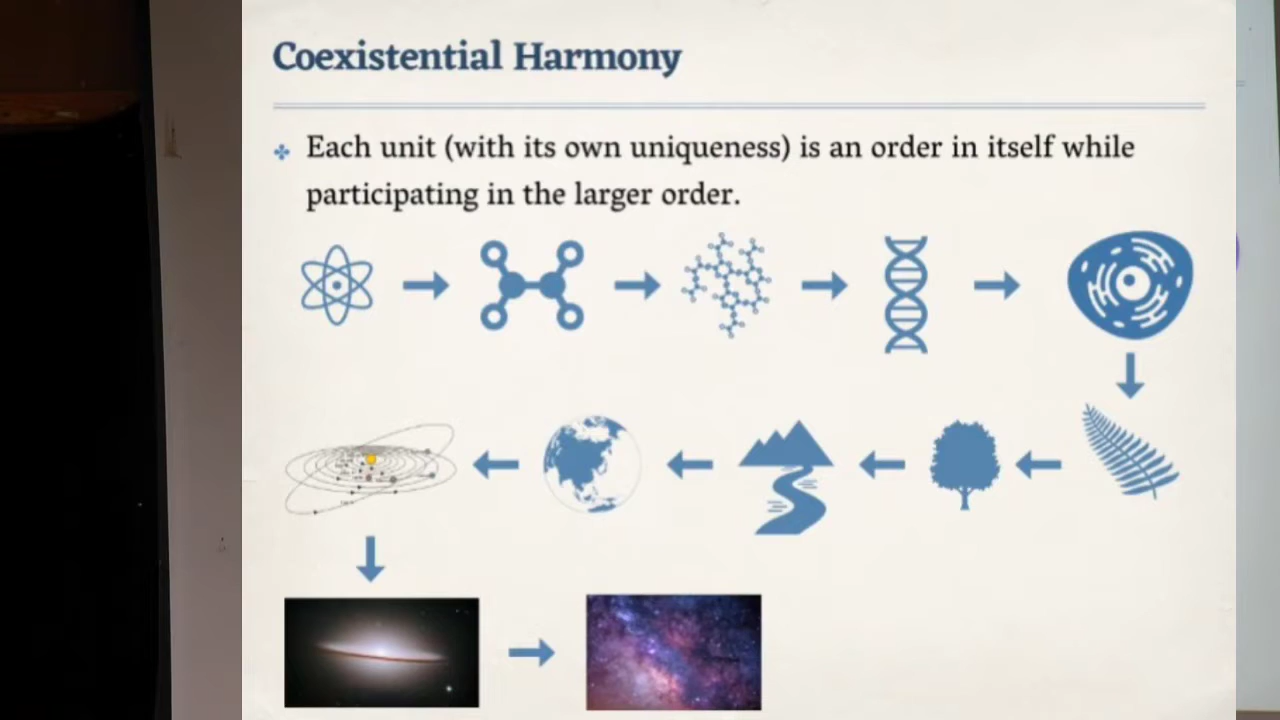 Coexistential Harmony
Each unit (with its own uniqueness) is an order in itself while
participating in the larger order.